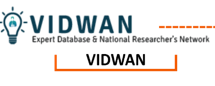 VIDWAN
Expert Database & National Researcher's Network
VIDWAN